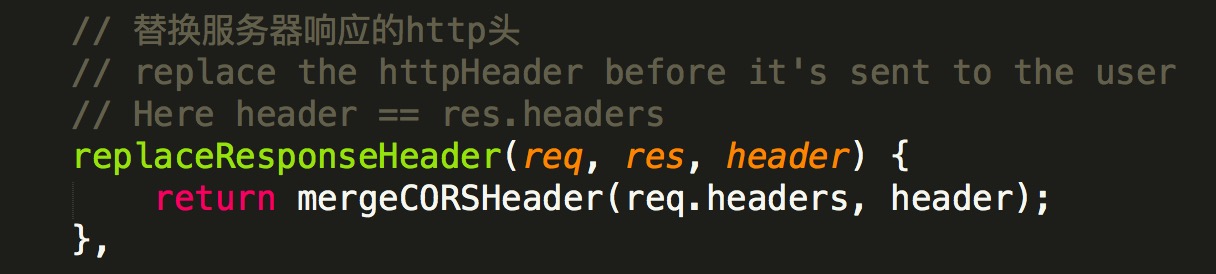 // 替换服务器响应的http头
// replace the httpHeader before it's sent to the user
// Here header == res.headers
replaceResponseHeader(req, res, header) {
    return mergeCORSHeader(req.headers, header);
},